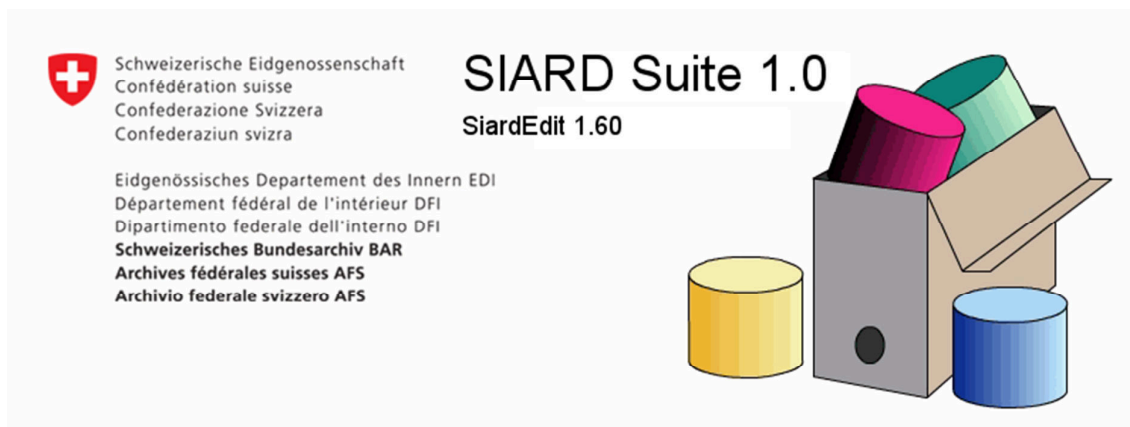 Schweizerische Eidgenossenschaft
Confédération suisse
Confederazione Svizzera
Confederaziun svizra
Eidgenössisches Departement des Innern EDI
Département fédéral de l'intérieur DFI
Dipartimento federale dell'interno DFI
Schweizerisches Bundesarchiv BAR
Archives fédérales suisses AFS
Archivio federale svizzero AFS
SIARD Suite 1.0
SiardEdit 1.60